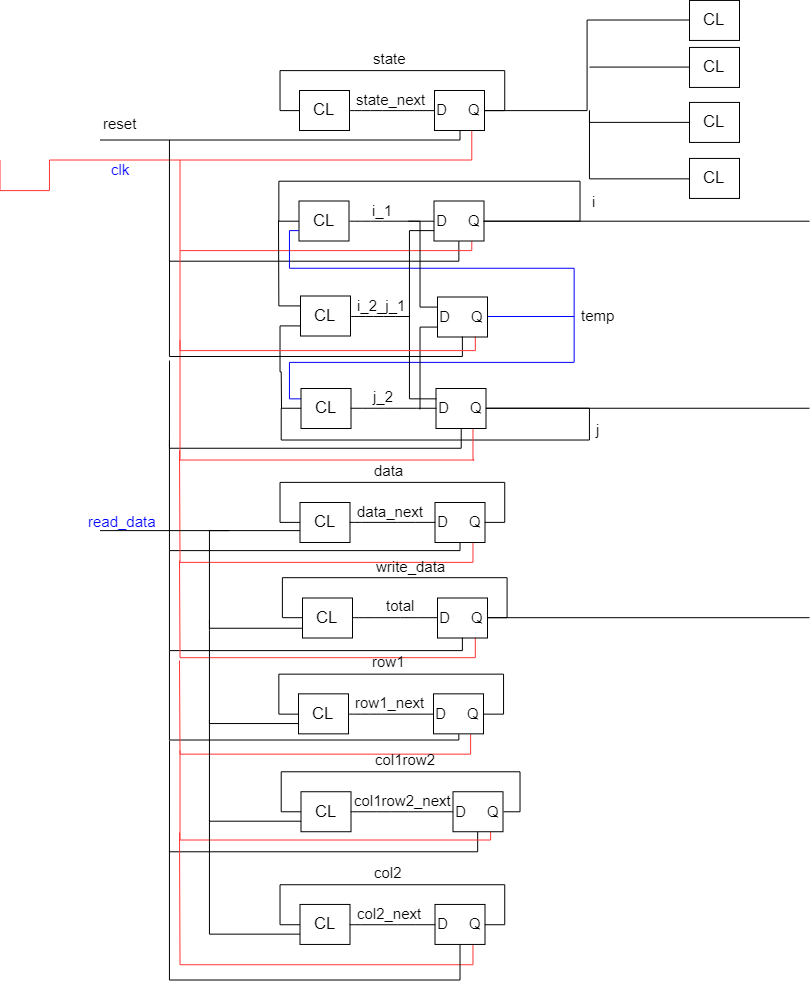 CL
state
CL
CL state_next D Q
reset
CL
clk
CL
i
CL i_1 D Q
CL i_2_j_1 D Q temp
CL j_2 D Q
j
data
read_data CL data_next D Q
write_data
CL total D Q
row1
CL row1_next D Q
col1row2
CL col1row2_next D Q
col2
CL col2_next D Q